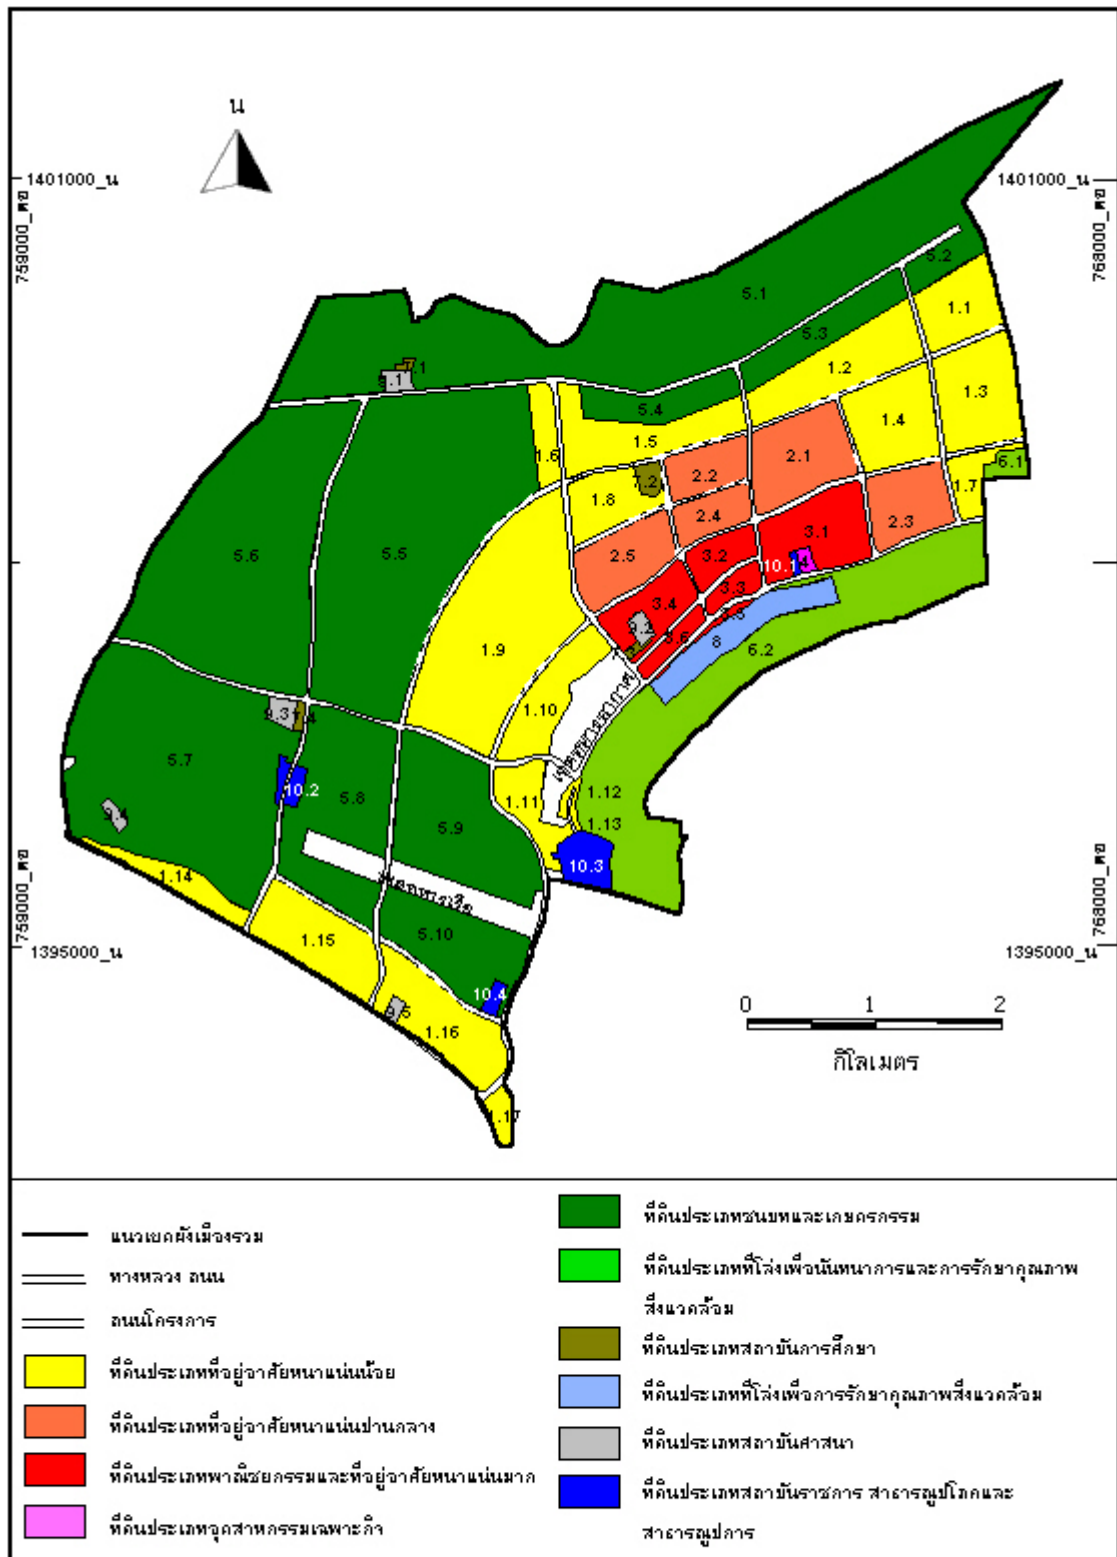 น
1401000_น
1401000_น
759000_ตอ
768000_ตอ
5.2
5.1
1.1
5.3
1.2
7.1
9.1
1.3
5.4
1.4
1.5
1.6
2.1
6.1
7.2
2.2
1.7
1.8
2.4
2.3
3.1
5.6
5.5
2.5
3.2
10.1
4
3.3
3.4
3.5
9.2
3.6
8
6.2
1.9
1.10
9.3
7.4
5.7
10.2
5.8
1.12
1.11
9.4
5.9
1.13
10.3
1.14
759000_ตอ
768000_ตอ
5.10
1.15
1395000_น
1395000_น
10.4
9.5
1.16
0 1 2
กิโลเมตร
1.17
แนวเขตผังเมืองรวม
ทางหลวง ถนน
ถนนโครงการ
ที่ดินประเภทที่อยู่อาศัยหนาแน่นน้อย
ที่ดินประเภทที่อยู่อาศัยหนาแน่นปานกลาง
ที่ดินประเภทพาณิชยกรรมและที่อยู่อาศัยหนาแน่นมาก
ที่ดินประเภทอุตสาหกรรมเฉพาะกิจ
ที่ดินประเภทชนบทและเกษตรกรรม
ที่ดินประเภทที่โล่งเพื่อนันทนาการและการรักษาคุณภาพ
สิ่งแวดล้อม
ที่ดินประเภทสถาบันการศึกษา
ที่ดินประเภทที่โล่งเพื่อการรักษาคุณภาพสิ่งแวดล้อม
ที่ดินประเภทสถาบันศาสนา
ที่ดินประเภทสถาบันราชการ สาธารณูปโภคและ
สาธารณูปการ